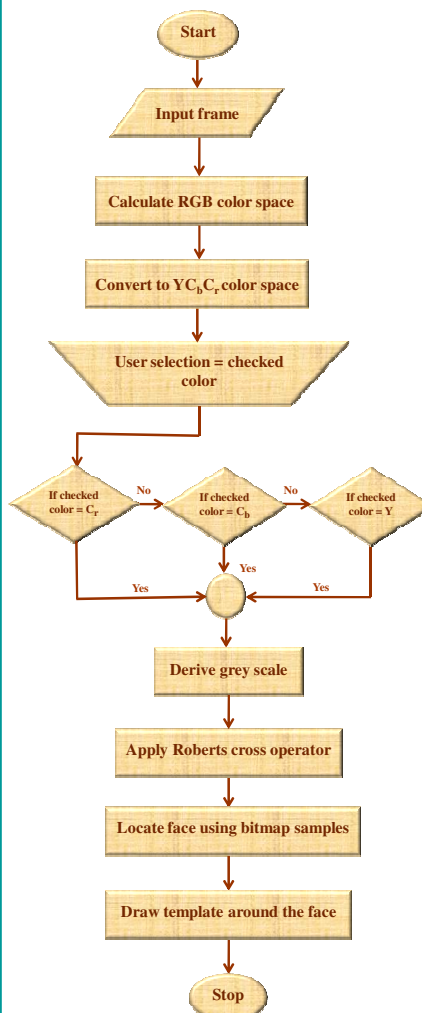 Start
Input frame
Calculate RGB color space
Convert to YCbCr color space
User selection = checked
color
If checked
color = Cr
No
If checked
color = Cb
No
If checked
color = Y
Yes
Yes
Yes
Derive grey scale
Apply Roberts cross operator
Locate face using bitmap samples
Draw template around the face
Stop